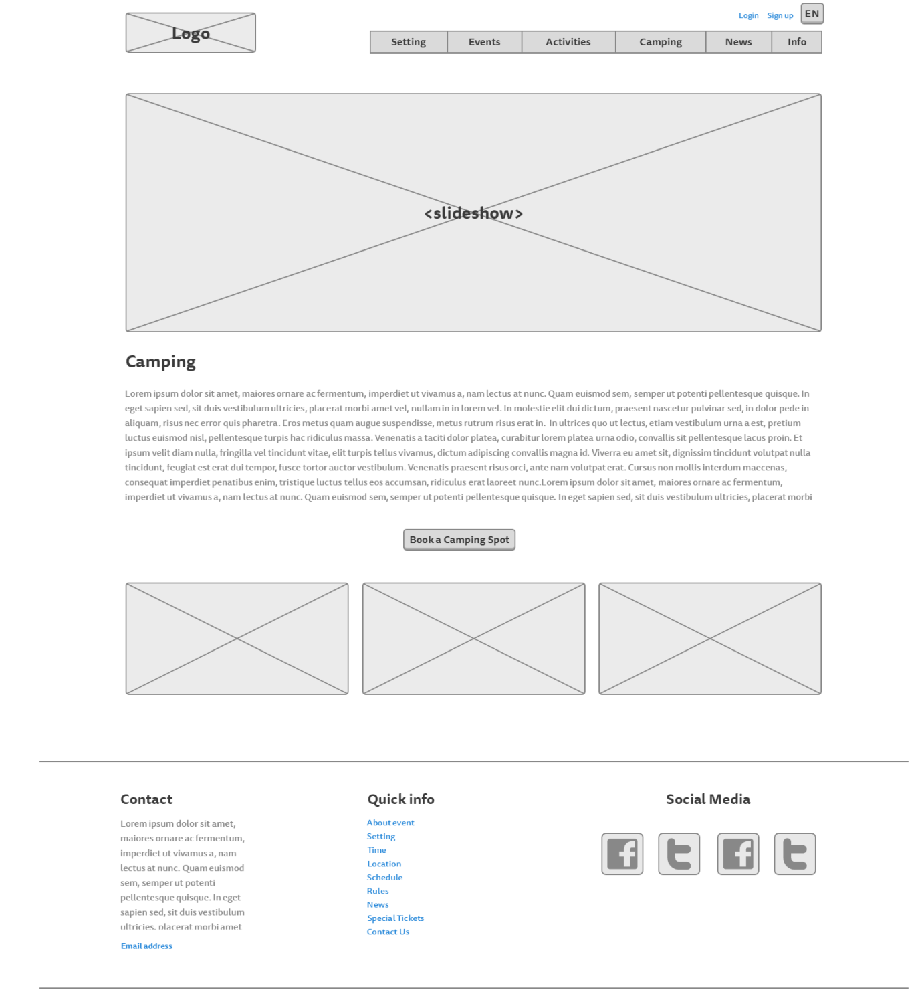 Login Sign up EN
Logo
Setting Events Activities Camping News Info
<slideshow>
Camping
Lorem ipsum dolor sit amet, maiores ornare ac fermentum, imperdiet ut vivamus a, nam lectus at nunc. Quam euismod sem, semper ut potenti pellentesque quisque. In
eget sapien sed, sit duis vestibulum ultricies, placerat morbi amet vel, nullam in in lorem vel. In molestie elit dui dictum, praesent nascetur pulvinar sed, in dolor pede in
aliquam, risus nec error quis pharetra. Eros metus quam augue suspendisse, metus rutrum risus erat in. In ultrices quo ut lectus, etiam vestibulum urna a est, pretium
luctus euismod nisl, pellentesque turpis hac ridiculus massa. Venenatis a taciti dolor platea, curabitur lorem platea urna odio, convallis sit pellentesque lacus proin. Et
ipsum velit diam nulla, fringilla vel tincidunt vitae, elit turpis tellus vivamus, dictum adipiscing convallis magna id. Viverra eu amet sit, dignissim tincidunt volutpat nulla
tincidunt, feugiat est erat dui tempor, fusce tortor auctor vestibulum. Venenatis praesent risus orci, ante nam volutpat erat. Cursus non mollis interdum maecenas,
consequat imperdiet penatibus enim, tristique luctus tellus eos accumsan, ridiculus erat laoreet nunc.Lorem ipsum dolor sit amet, maiores ornare ac fermentum,
imperdiet ut vivamus a, nam lectus at nunc. Quam euismod sem, semper ut potenti pellentesque quisque. In eget sapien sed, sit duis vestibulum ultricies, placerat morbi
Book a Camping Spot
Contact
Lorem ipsum dolor sit amet,
maiores ornare ac fermentum,
imperdiet ut vivamus a, nam
lectus at nunc. Quam euismod
sem, semper ut potenti
pellentesque quisque. In eget
sapien sed, sit duis vestibulum
ultricies, placerat morbi amet
Email address
Quick info
About event
Setting
Time
Location
Schedule
Rules
News
Special Tickets
Contact Us
Social Media